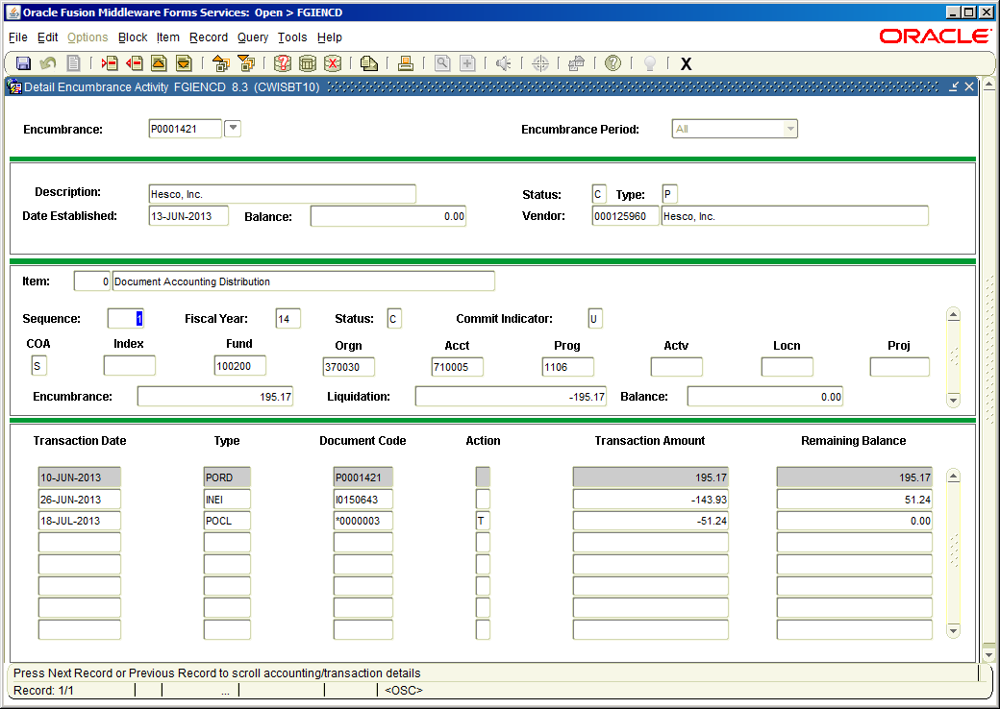 Oracle Fusion Middleware Forms Services: Open > FGIENCD
File Edit Options Block Item Record Query Tools Help
ORACLE
X
Detail Encumbrance Activity FGIENCD 8.3 (CWISBT10)
Encumbrance: P0001421 Encumbrance Period: All
Description: Hesco, Inc. Status: C Type: P
Date Established: 13-JUN-2013 Balance: 0.00 Vendor: 000125960 Hesco, Inc.
Item: 0 Document Accounting Distribution
Sequence: 1 Fiscal Year: 14 Status: C Commit Indicator: U
COA Index Fund Orgn Acct Prog Actv Locn Proj
S 100200 370030 710005 1106
Encumbrance: 195.17 Liquidation: -195.17 Balance: 0.00
Transaction Date Type Document Code Action Transaction Amount Remaining Balance
10-JUN-2013 PORD P0001421 195.17 195.17
26-JUN-2013 INEI I0150643 -143.93 51.24
18-JUL-2013 POCL *0000003 T -51.24 0.00
Press Next Record or Previous Record to scroll accounting/transaction details
Record: 1/1 ... <OSC>